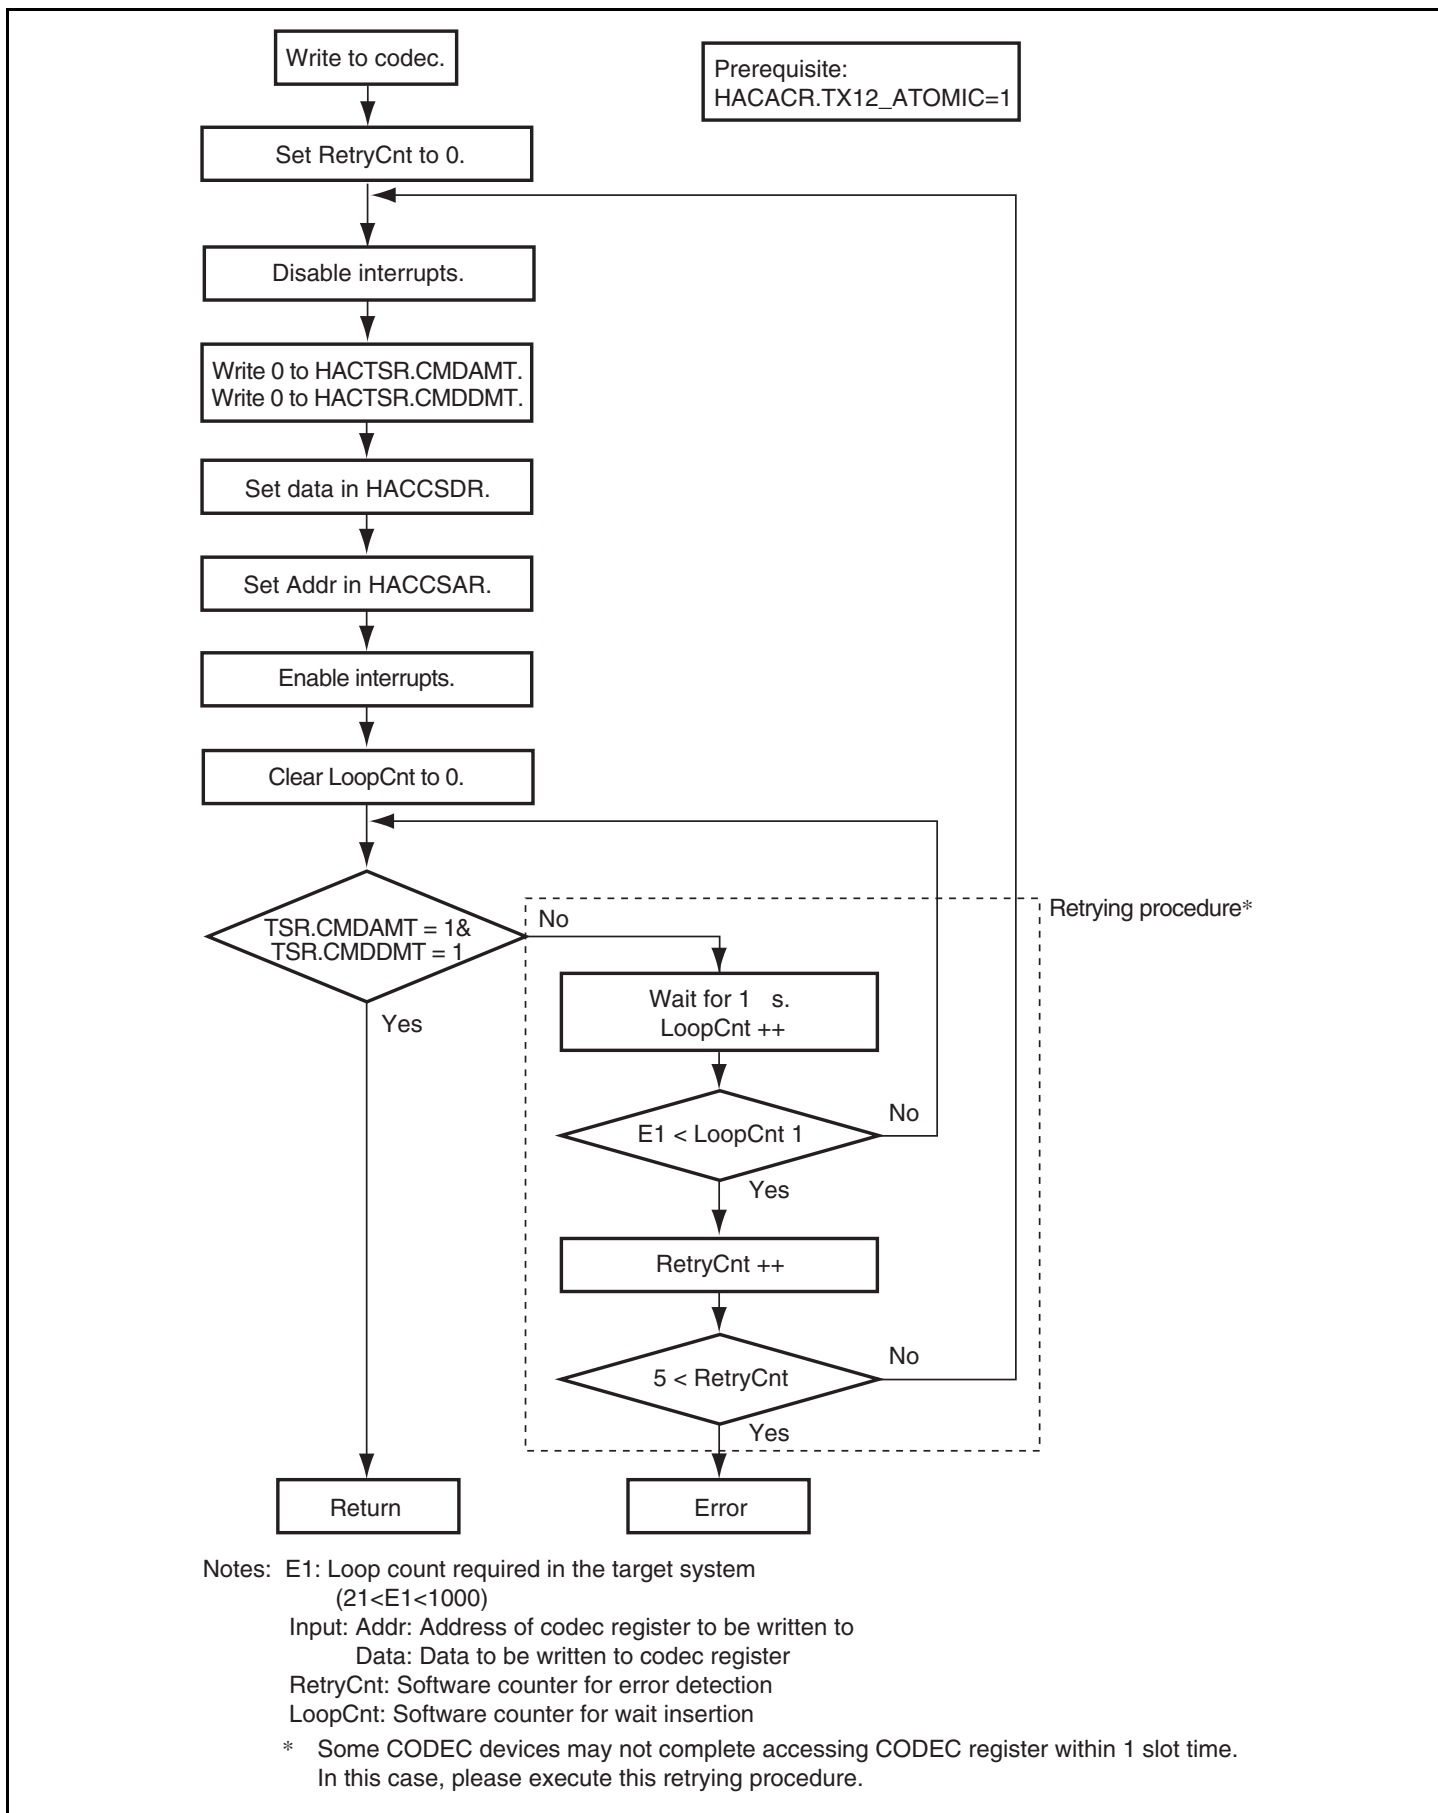 Write to codec.
Prerequisite:
HACACR.TX12_ATOMIC=1
Set RetryCnt to 0.
Disable interrupts.
Write 0 to HACTSR.CMDAMT.
Write 0 to HACTSR.CMDDMT.
Set data in HACCSDR.
Set Addr in HACCSAR.
Enable interrupts.
Clear LoopCnt to 0.
TSR.CMDAMT = 1&
TSR.CMDDMT = 1
No
Yes
Retrying procedure*
Wait for 1 s.
LoopCnt ++
E1 < LoopCnt 1
No
Yes
RetryCnt ++
5 < RetryCnt
No
Yes
Return
Error
Notes: E1: Loop count required in the target system
(21<E1<1000)
Input: Addr: Address of codec register to be written to
Data: Data to be written to codec register
RetryCnt: Software counter for error detection
LoopCnt: Software counter for wait insertion
* Some CODEC devices may not complete accessing CODEC register within 1 slot time.
In this case, please execute this retrying procedure.